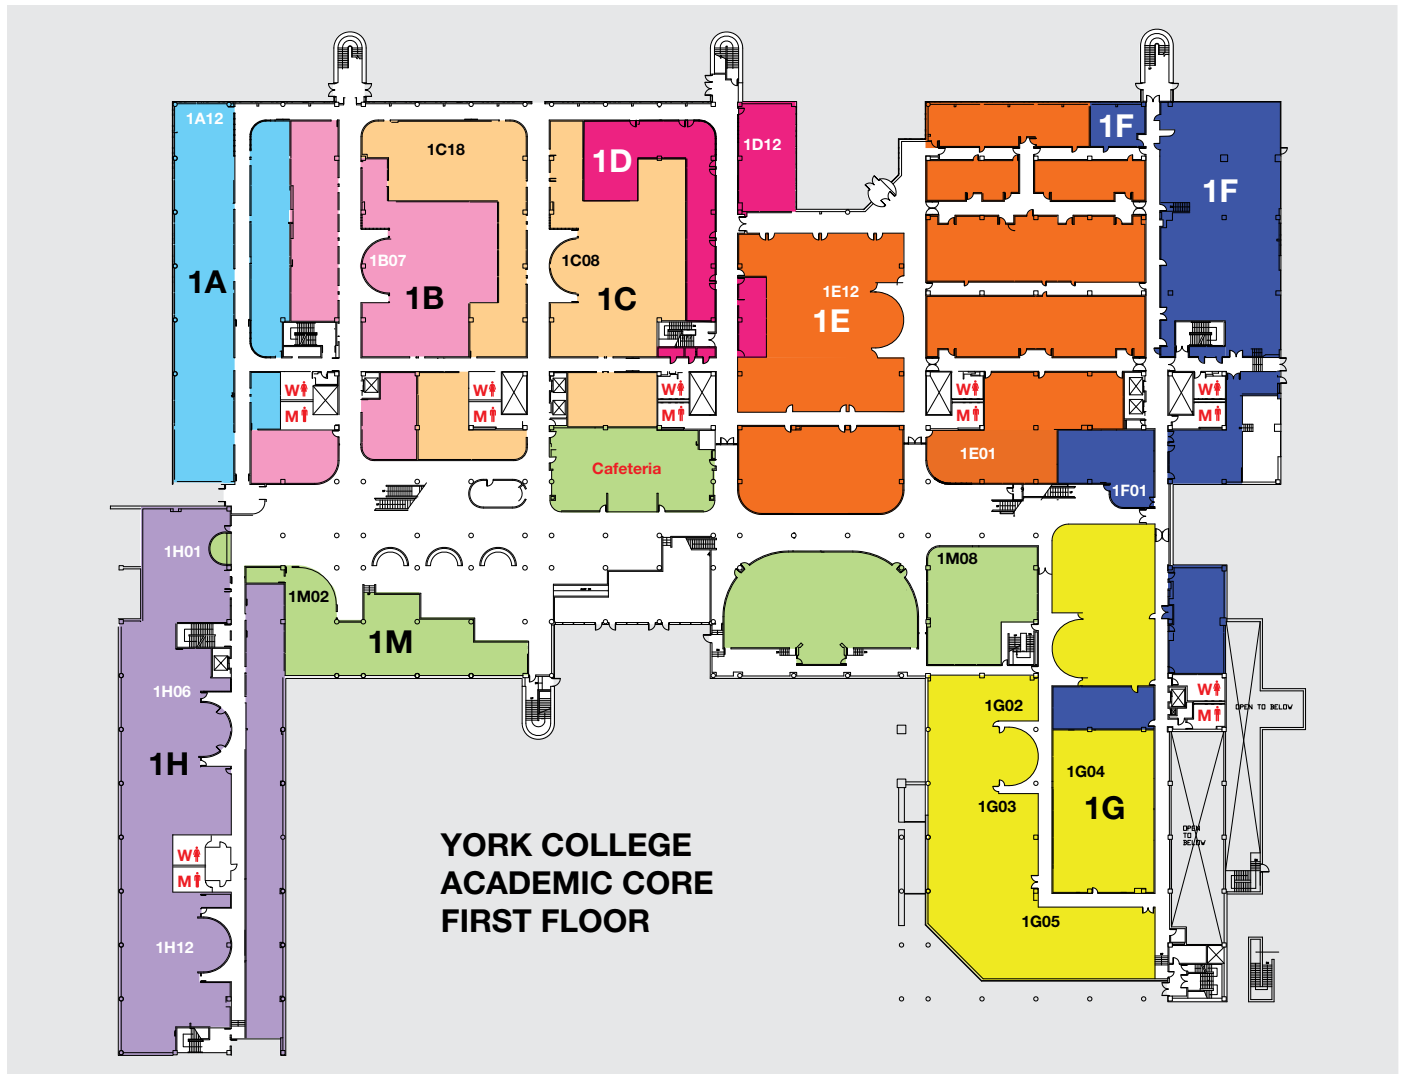 1A12
1C18
1D
1D12
1F
1F
1B07
1C08
1A
1B
1C
1E12
1E
W
M
W
M
W
M
W
M
W
M
Cafeteria
1E01
1F01
1H01
1M02
1M
1M08
1H06
1H
1G02
W
M
OPEN TO BELOW
1G04
1G03
1G
OPEN
TO
BELOW
W
M
YORK COLLEGE
ACADEMIC CORE
FIRST FLOOR
1G05
1H12